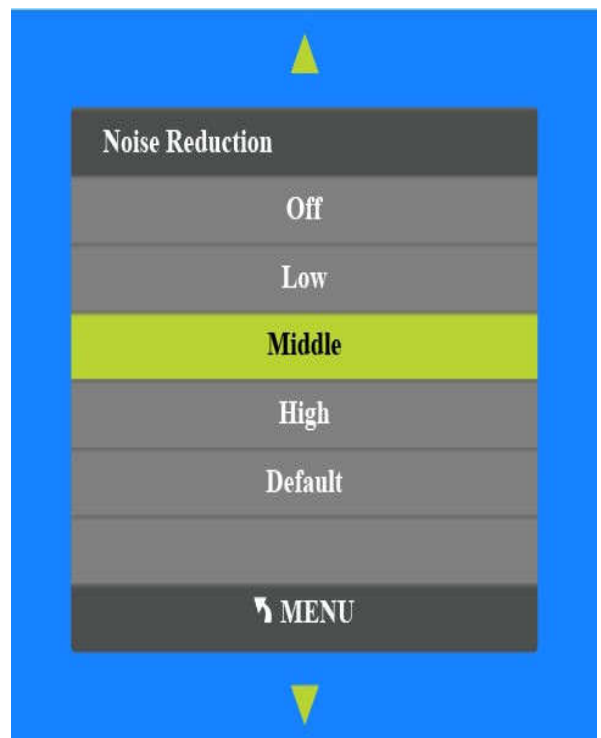 Noise Reduction
Off
Low
Middle
High
Default
MENU